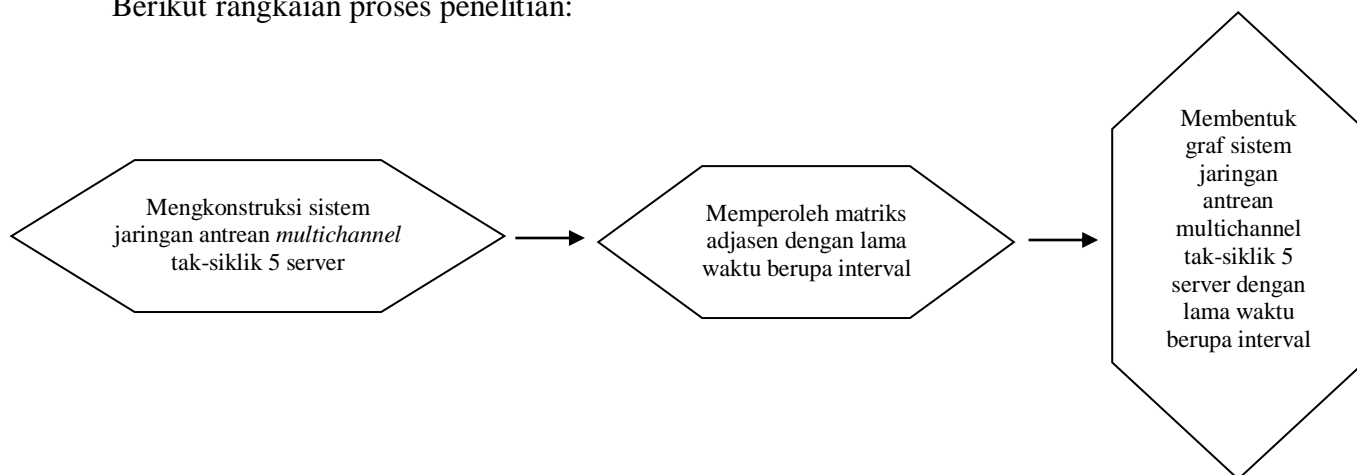 Berikut rangkaian proses penelitian:
Mengkonstruksi sistem
jaringan antrean multichannel
tak-siklik 5 server
Memperoleh matriks
adjasen dengan lama
waktu berupa interval
Membentuk
graf sistem
jaringan
antrean
multichannel
tak-siklik 5
server dengan
lama waktu
berupa interval